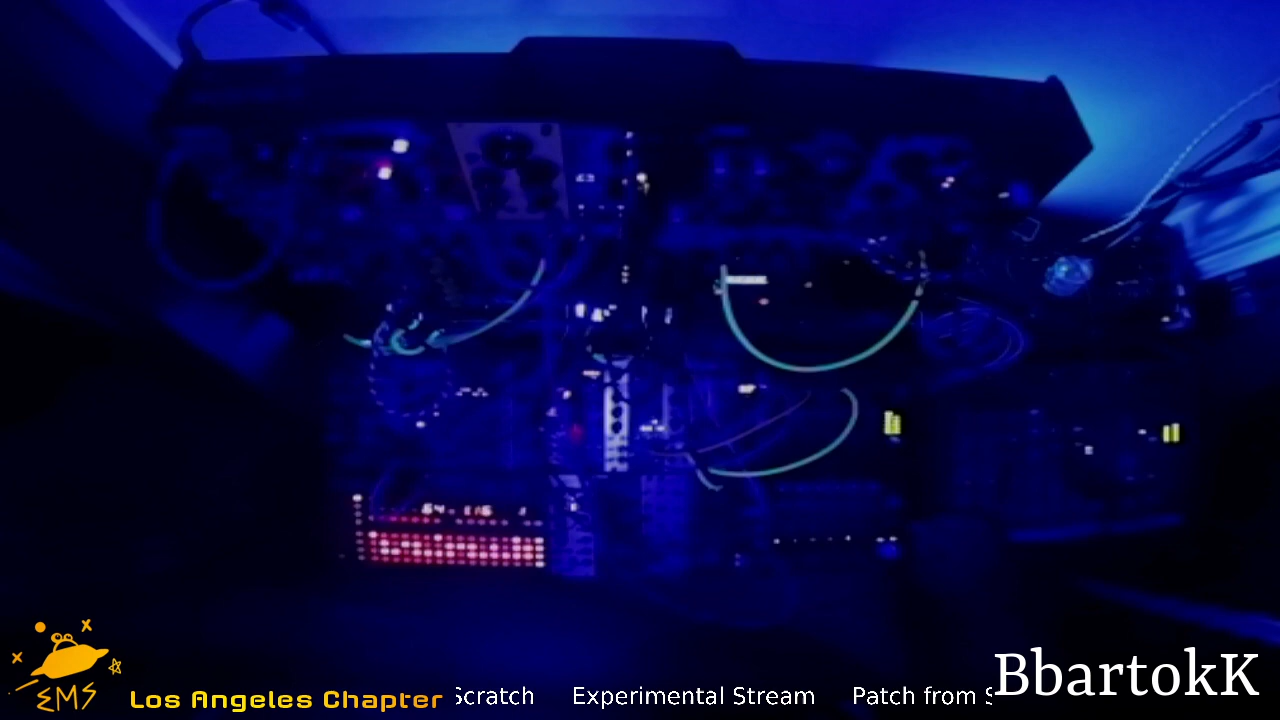 BbartokK
EMS
Los Angeles Chapter
Scratch Experimental Stream Patch from S